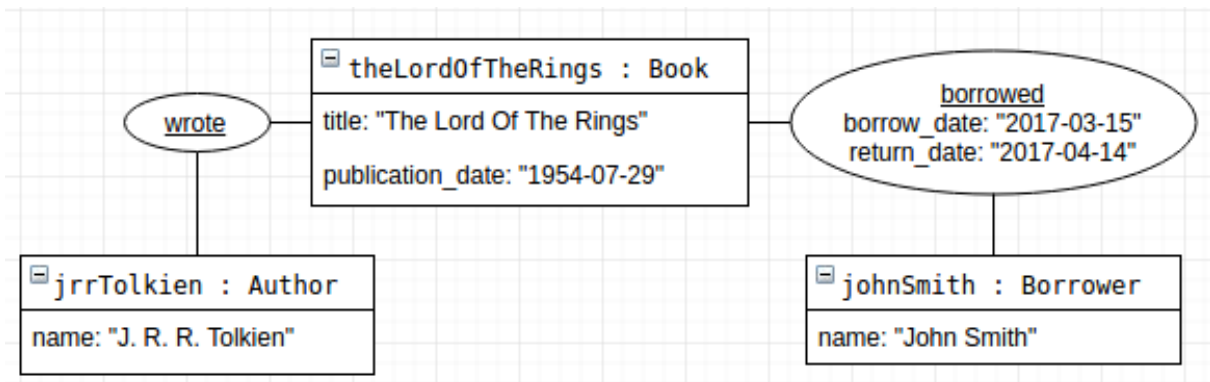 theLordOfTheRings : Book
wrote
title: "The Lord Of The Rings"
publication_date: "1954-07-29"
borrowed
borrow_date: "2017-03-15"
return_date: "2017-04-14"
jrrTolkien : Author
name: "J. R. R. Tolkien"
johnSmith : Borrower
name: "John Smith"